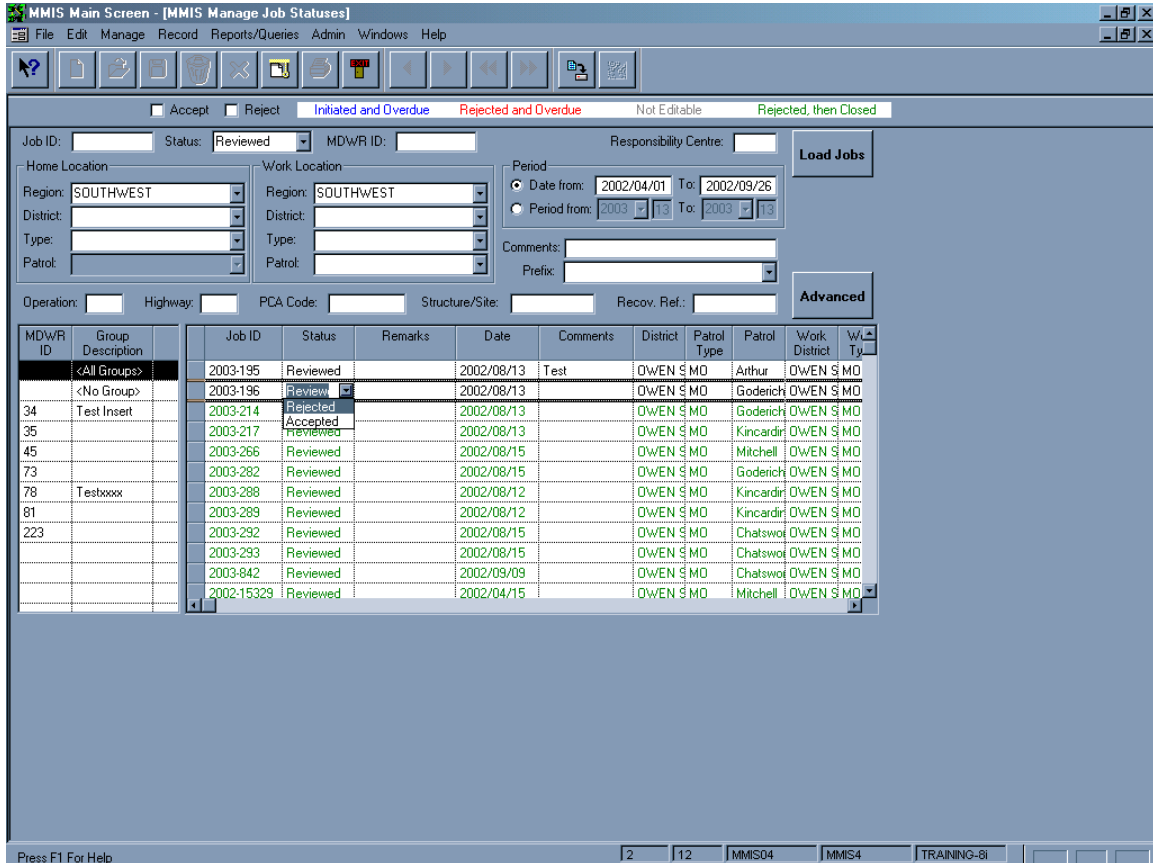 MMIS Main Screen - [MMIS Manage Job Statuses]
File Edit Manage Record Reports/Queries Admin Windows Help
EXIT
Accept Reject Initiated and Overdue Rejected and Overdue Not Editable Rejected, then Closed
Job ID: Status: Reviewed MDWR ID: Responsibility Centre: Load Jobs
Home Location Work Location Period
Region: SOUTHWEST Region: SOUTHWEST Date from: 2002/04/01 To: 2002/09/26
District: District: Period from: 2003 13 To: 2003 13
Type: Type: Comments:
Patrol: Patrol: Prefix:
Operation: Highway: PCA Code: Structure/Site: Recov. Ref.: Advanced
MDWR ID Group Description Job ID Status Remarks Date Comments District Patrol Type Patrol Work District Wo Ty
<All Groups> 2003-195 Reviewed 2002/08/13 Test OWEN S MO Arthur OWEN S MO
<No Group> 2003-196 Review 2002/08/13 OWEN S MO Goderich OWEN S MO
34 Test Insert 2003-214 Rejected 2002/08/13 OWEN S MO Goderich OWEN S MO
Accepted
35 2003-217 Reviewed 2002/08/13 OWEN S MO Kincardin OWEN S MO
45 2003-266 Reviewed 2002/08/15 OWEN S MO Mitchell OWEN S MO
73 2003-282 Reviewed 2002/08/15 OWEN S MO Goderich OWEN S MO
78 Testxxxx 2003-288 Reviewed 2002/08/12 OWEN S MO Kincardin OWEN S MO
81 2003-289 Reviewed 2002/08/12 OWEN S MO Kincardin OWEN S MO
223 2003-292 Reviewed 2002/08/15 OWEN S MO Chatswor OWEN S MO
2003-293 Reviewed 2002/08/15 OWEN S MO Chatswor OWEN S MO
2003-842 Reviewed 2002/09/09 OWEN S MO Chatswor OWEN S MO
2002-15329 Reviewed 2002/04/15 OWEN S MO Mitchell OWEN S MO
Press F1 For Help 2 12 MMIS04 MMIS4 TRAINING-8i